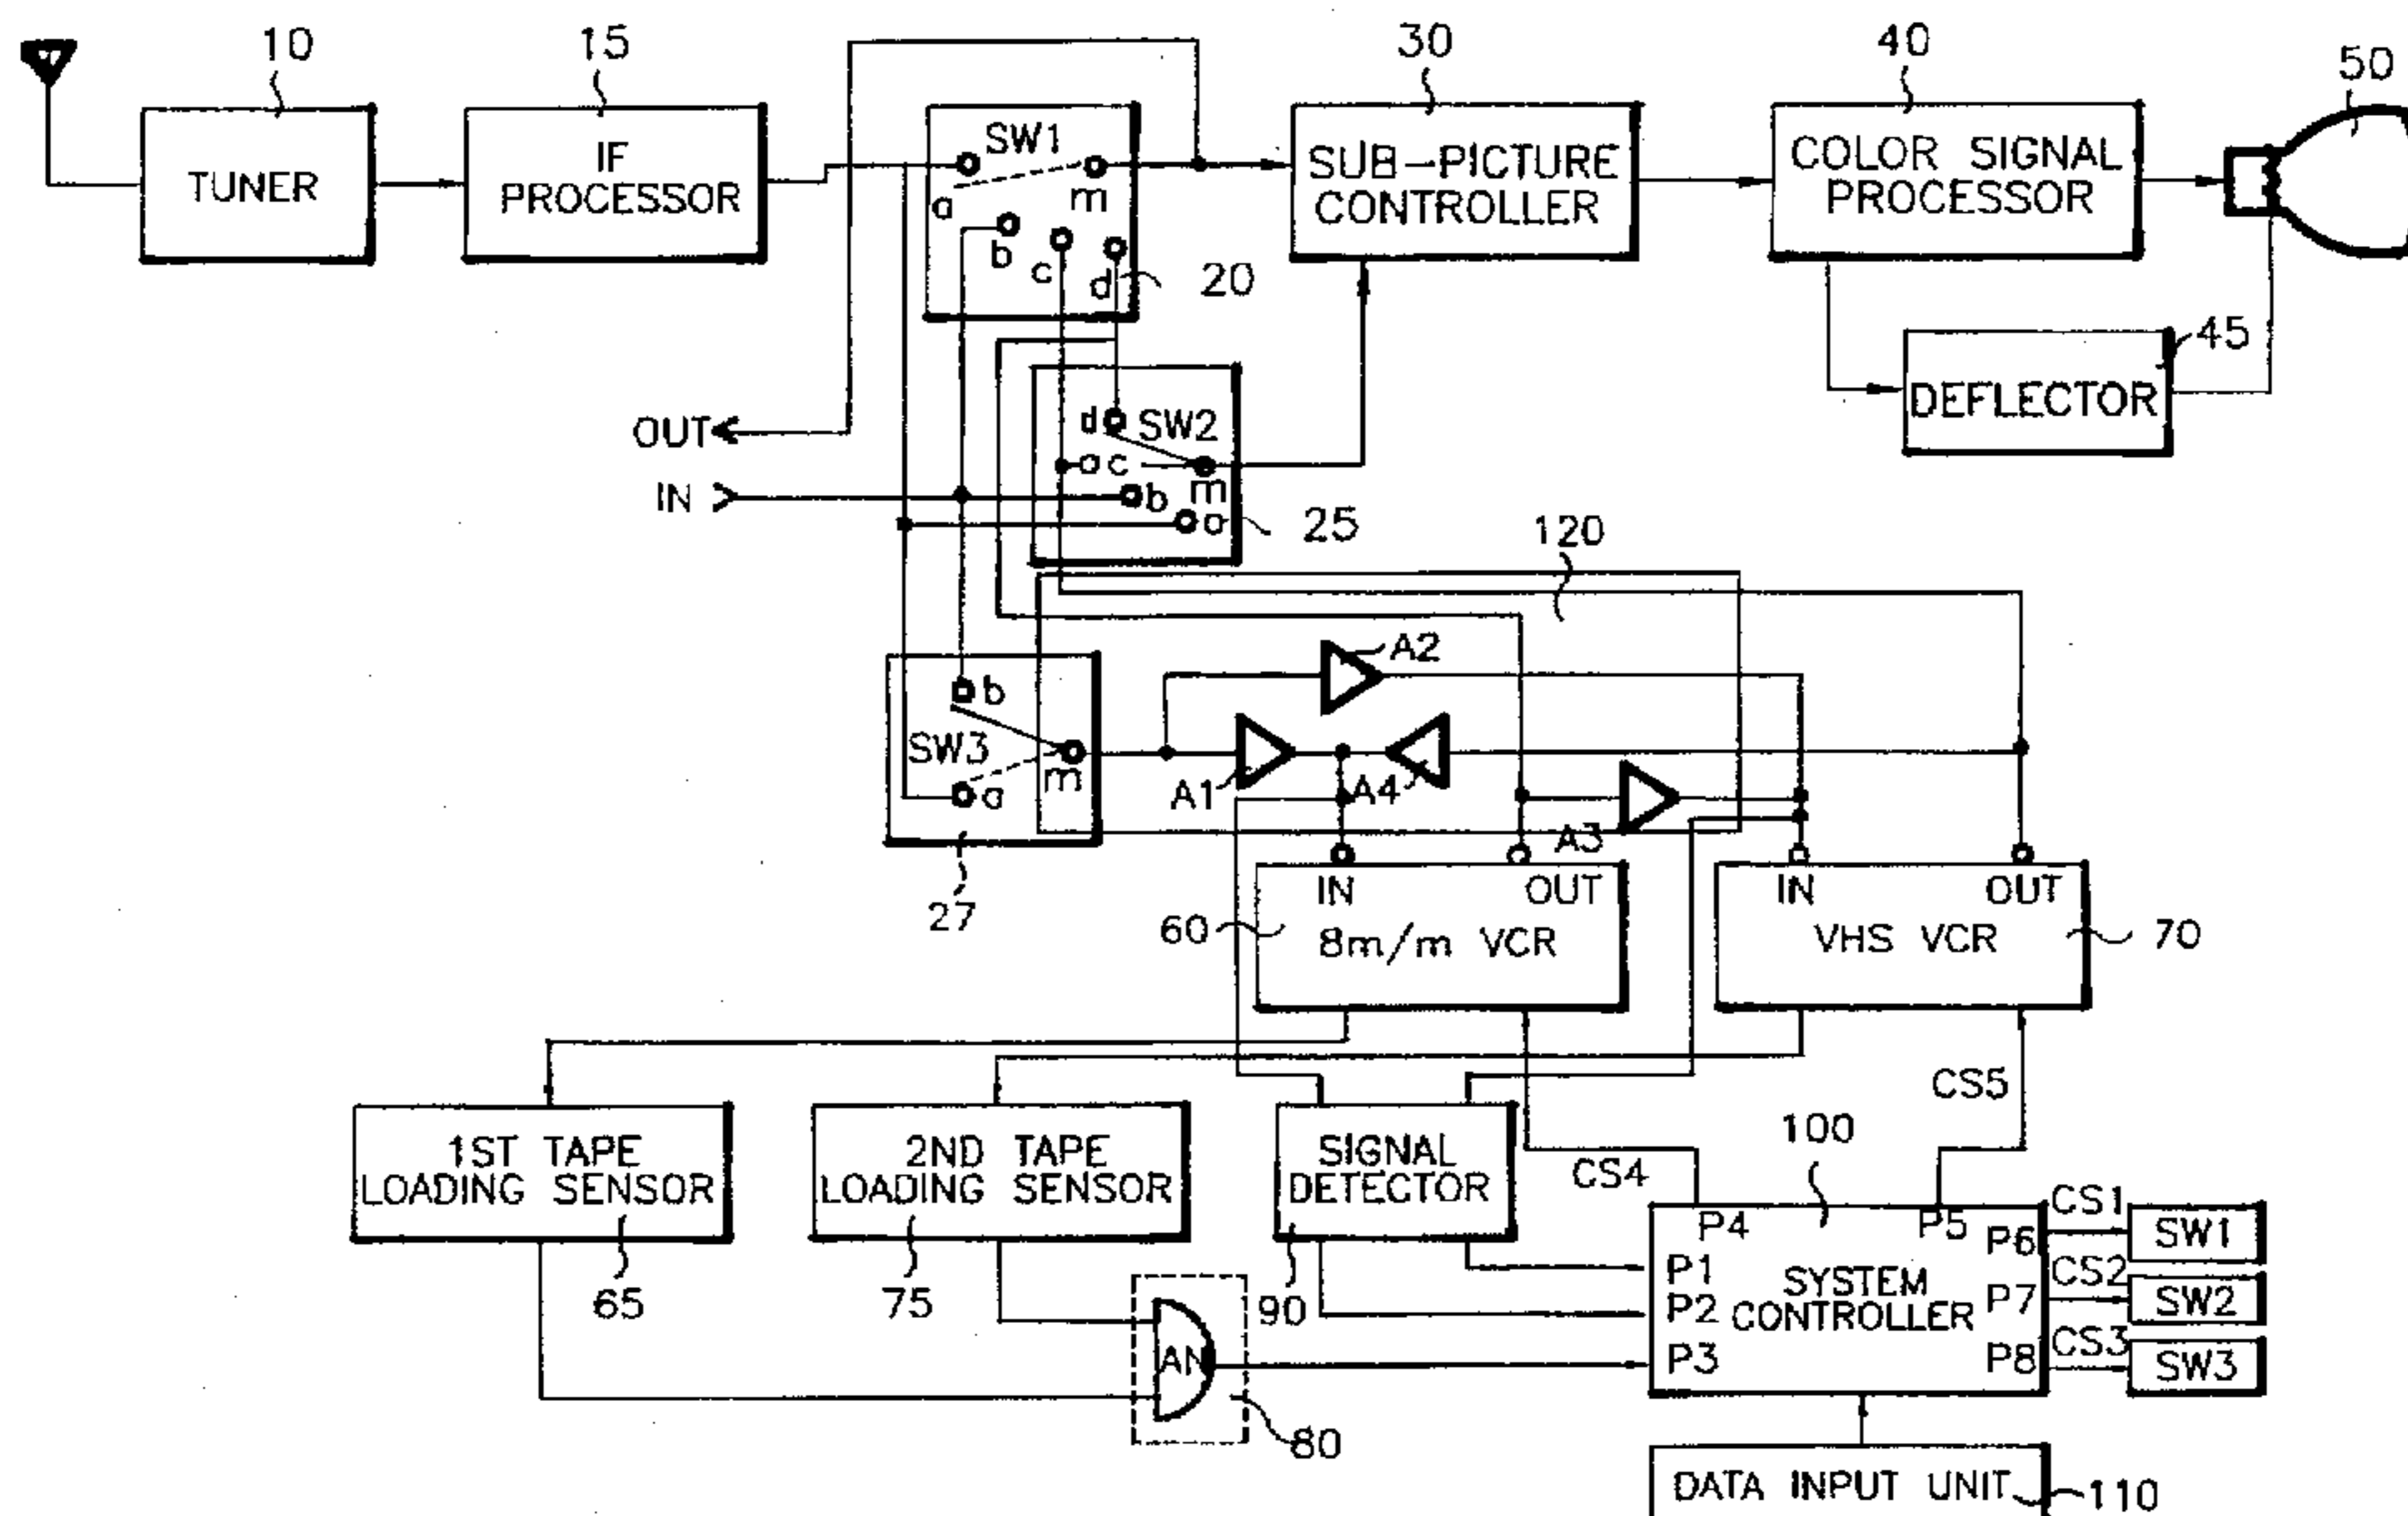 10
15
30
40
50
TUNER
IF
PROCESSOR
SW1
a
m
b
c
d
20
SUB-PICTURE
CONTROLLER
COLOR SIGNAL
PROCESSOR
45
DEFLECTOR
OUT
IN
d
SW2
c
m
b
a
25
120
A2
b
SW3
m
a
A1
A4
A3
27
IN
OUT
60
8m/m VCR
IN
OUT
VHS VCR
70
CS5
1ST TAPE
LOADING SENSOR
65
2ND TAPE
LOADING SENSOR
75
SIGNAL
DETECTOR
90
CS4
100
P4
P5
P1
P2
P3
SYSTEM
CONTROLLER
P6
P7
P8
CS1
SW1
CS2
SW2
CS3
SW3
AN
80
DATA INPUT UNIT
110